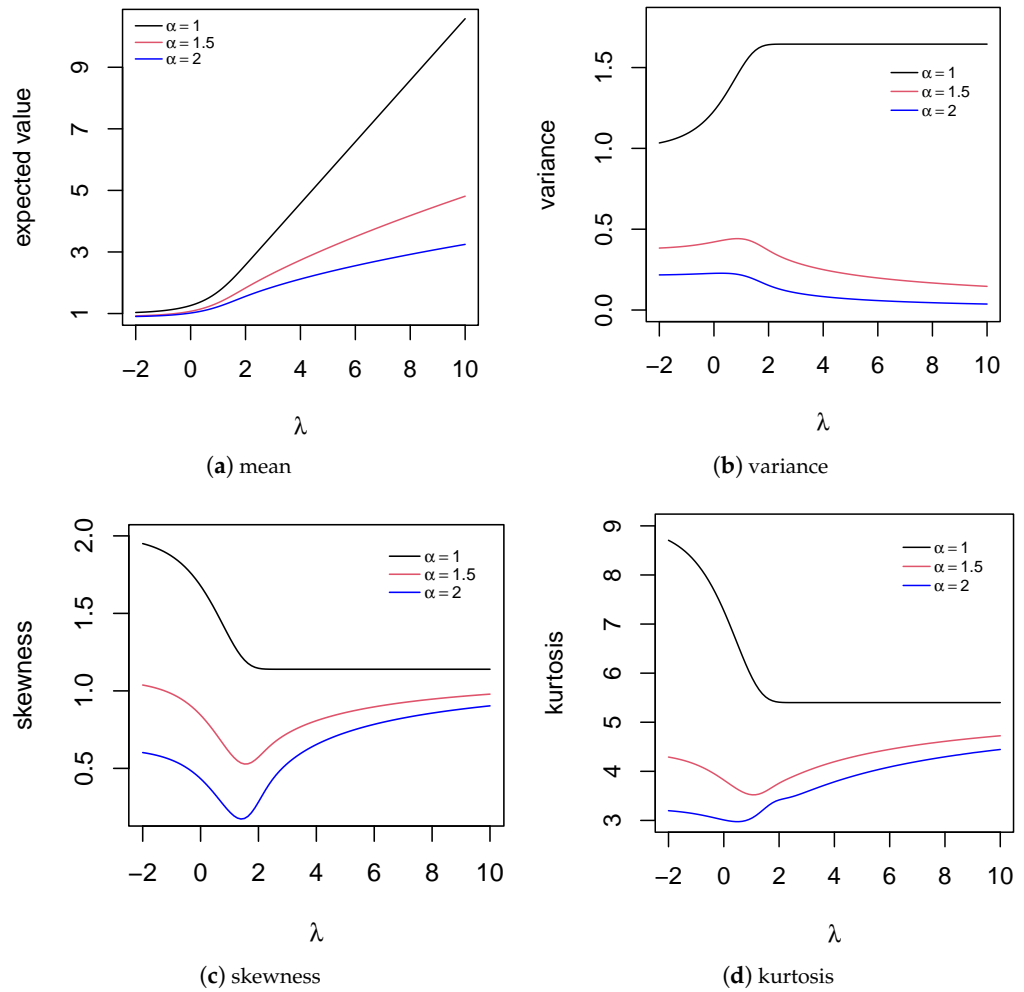 α = 1
α = 1.5
α = 2
expected value
1 3 5 7 9
−2 0 2 4 6 8 10
λ
(a) mean
α = 1
α = 1.5
α = 2
variance
0.0 0.5 1.0 1.5
−2 0 2 4 6 8 10
λ
(b) variance
α = 1
α = 1.5
α = 2
skewness
0.5 1.0 1.5 2.0
−2 0 2 4 6 8 10
λ
(c) skewness
α = 1
α = 1.5
α = 2
kurtosis
3 4 5 6 7 8 9
−2 0 2 4 6 8 10
λ
(d) kurtosis